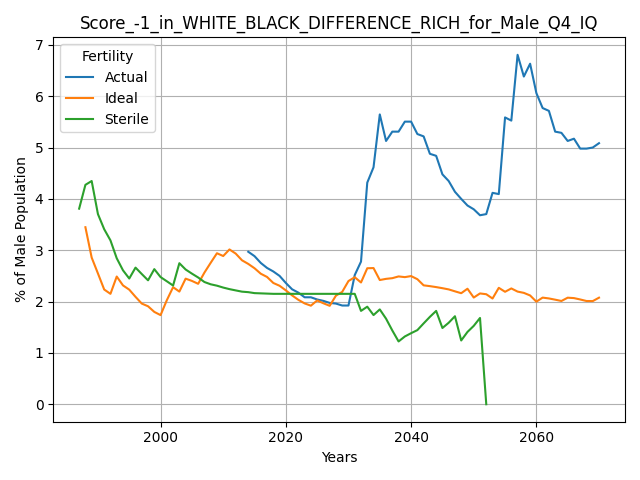 Score_-1_in_WHITE_BLACK_DIFFERENCE_RICH_for_Male_Q4_IQ
Fertility
Actual
Ideal
Sterile
% of Male Population
7
6
5
4
3
2
1
0
2000
2020
2040
2060
Years